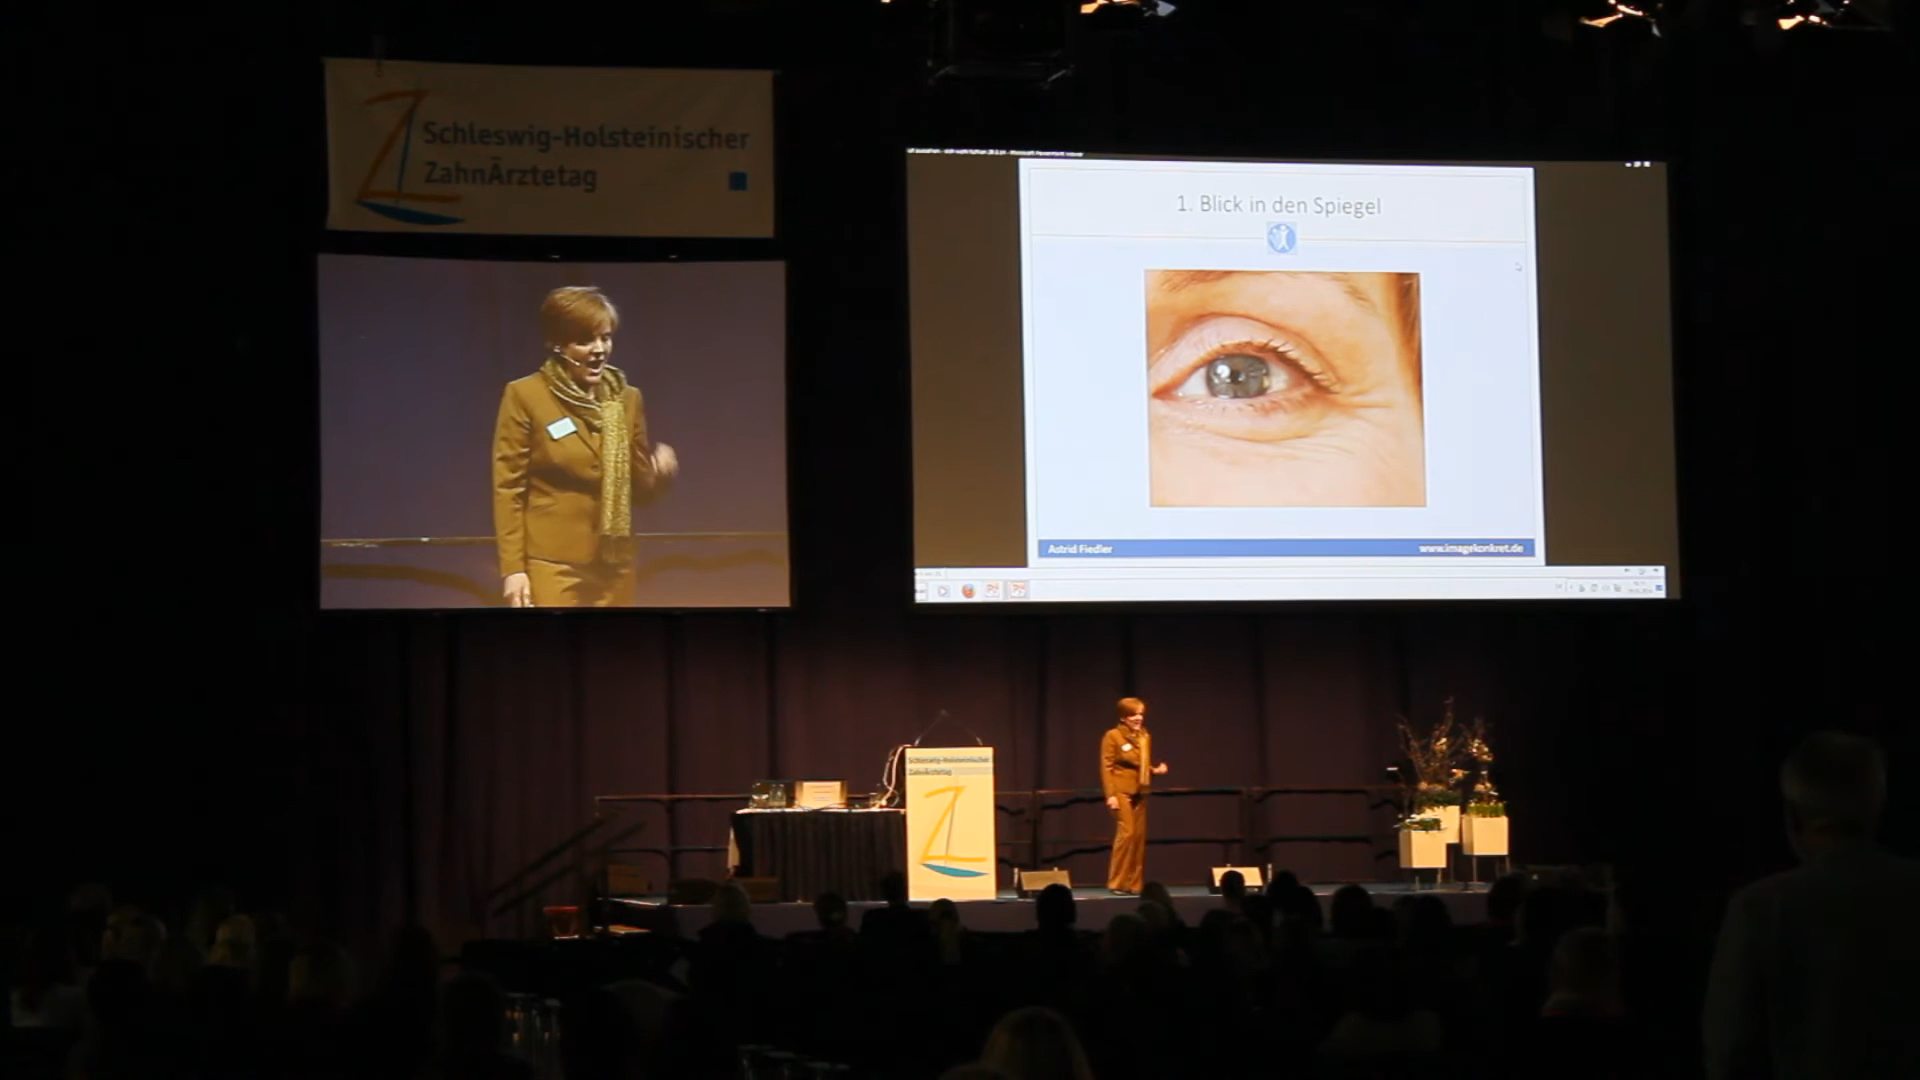 Schleswig-Holsteinischer
ZahnÄrztetag
1. Blick in den Spiegel
Astrid Fiedler
www.imagekonkret.de
Schleswig-Holsteinischer
ZahnÄrztetag